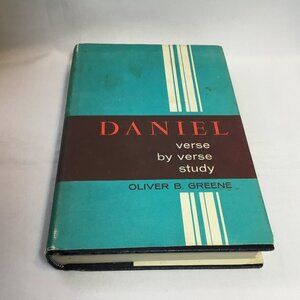 DANIEL
verse
by verse
study
OLIVER B. GREENE